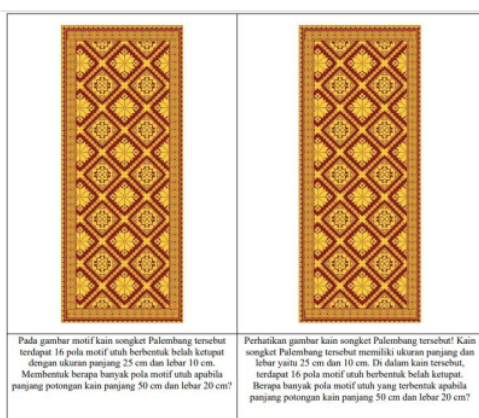 Pada gambar motif kain songket Palembang tersebut
terdapat 16 pola motif utuh berbentuk belah ketupat
dengan ukuran panjang 25 cm dan lebar 10 cm.
Membentuk berapa banyak pola motif utuh apabila
panjang potongan kain panjang 50 cm dan lebar 20 cm?
Perhatikan gambar kain songket Palembang tersebut! Kain
songket Palembang tersebut memiliki ukuran panjang dan
lebar yaitu 25 cm dan 10 cm. Di dalam kain tersebut,
terdapat 16 pola motif utuh berbentuk belah ketupat.
Berapa banyak pola motif utuh yang terbentuk apabila
panjang potongan kain panjang 50 cm dan lebar 20 cm?